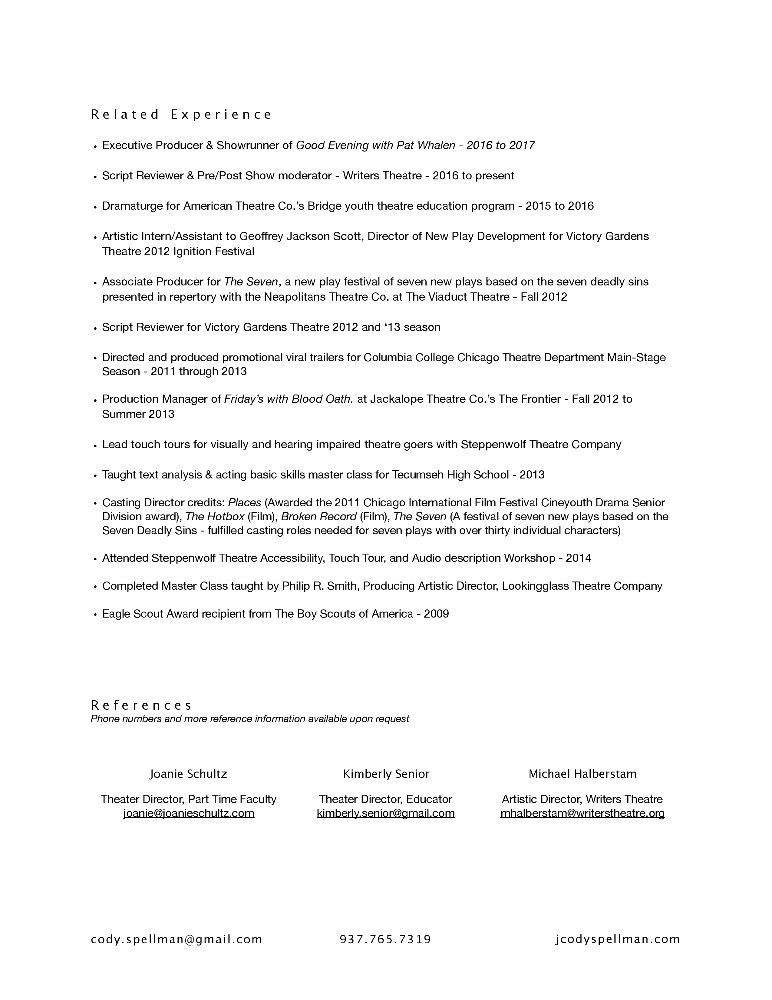 Related Experience
• Executive Producer & Showrunner of Good Evening with Pat Whalen - 2016 to 2017
• Script Reviewer & Pre/Post Show moderator - Writers Theatre - 2016 to present
• Dramaturge for American Theatre Co.'s Bridge youth theatre education program - 2015 to 2016
• Artistic Intern/Assistant to Geoffrey Jackson Scott, Director of New Play Development for Victory Gardens
Theatre 2012 Ignition Festival
• Associate Producer for The Seven, a new play festival of seven new plays based on the seven deadly sins
presented in repertory with the Neapolitans Theatre Co. at The Viaduct Theatre - Fall 2012
• Script Reviewer for Victory Gardens Theatre 2012 and '13 season
• Directed and produced promotional viral trailers for Columbia College Chicago Theatre Department Main-Stage
Season - 2011 through 2013
• Production Manager of Friday's with Blood Oath. at Jackalope Theatre Co.'s The Frontier - Fall 2012 to
Summer 2013
• Lead touch tours for visually and hearing impaired theatre goers with Steppenwolf Theatre Company
• Taught text analysis & acting basic skills master class for Tecumseh High School - 2013
• Casting Director credits: Places (Awarded the 2011 Chicago International Film Festival Cineyouth Drama Senior
Division award), The Hotbox (Film), Broken Record (Film), The Seven (A festival of seven new plays based on the
Seven Deadly Sins - fulfilled casting roles needed for seven plays with over thirty individual characters)
• Attended Steppenwolf Theatre Accessibility, Touch Tour, and Audio description Workshop - 2014
• Completed Master Class taught by Philip R. Smith, Producing Artistic Director, Lookingglass Theatre Company
• Eagle Scout Award recipient from The Boy Scouts of America - 2009
References
Phone numbers and more reference information available upon request
Joanie Schultz
Theater Director, Part Time Faculty
joanie@joanieschultz.com
Kimberly Senior
Theater Director, Educator
kimberly.senior@gmail.com
Michael Halberstam
Artistic Director, Writers Theatre
mhalberstam@writerstheatre.org
cody.spellman@gmail.com 937.765.7319 jcodyspellman.com